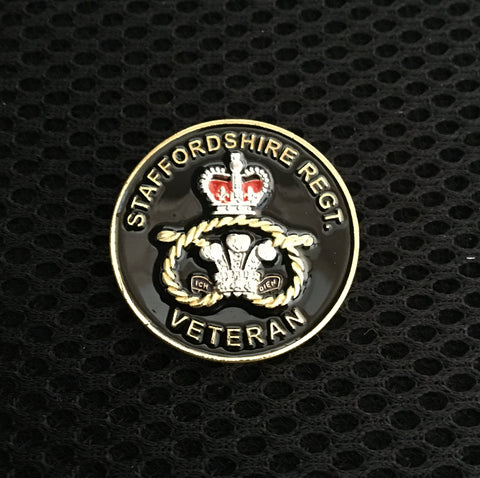 STAFFORDSHIRE REGT.
ICH DIEN
VETERAN